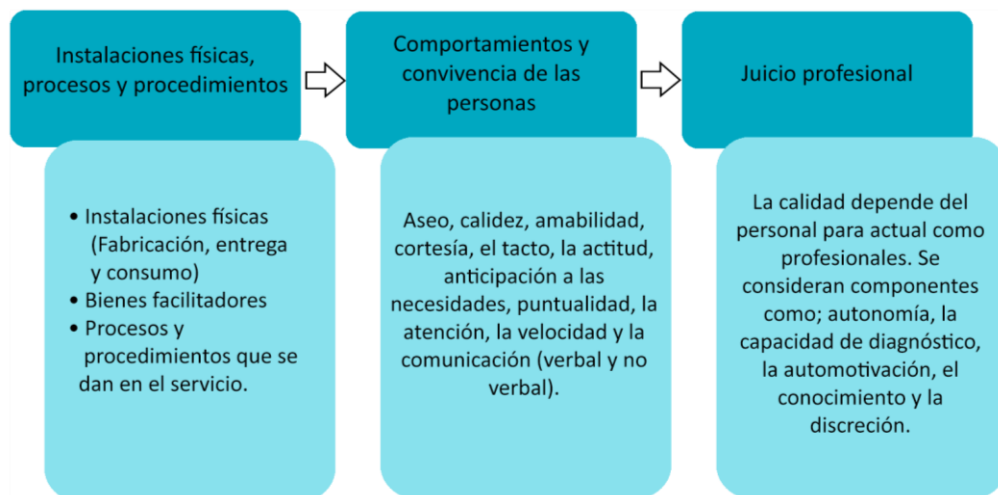 Instalaciones físicas,
procesos y procedimientos
Comportamientos y
convivencia de las
personas
Juicio profesional
• Instalaciones físicas
(Fabricación, entrega
y consumo)
• Bienes facilitadores
• Procesos y
procedimientos que se
dan en el servicio.
Aseo, calidez, amabilidad,
cortesía, el tacto, la actitud,
anticipación a las
necesidades, puntualidad, la
atención, la velocidad y la
comunicación (verbal y no
verbal).
La calidad depende del
personal para actual como
profesionales. Se
consideran componentes
como; autonomía, la
capacidad de diagnóstico,
la automotivación, el
conocimiento y la
discreción.